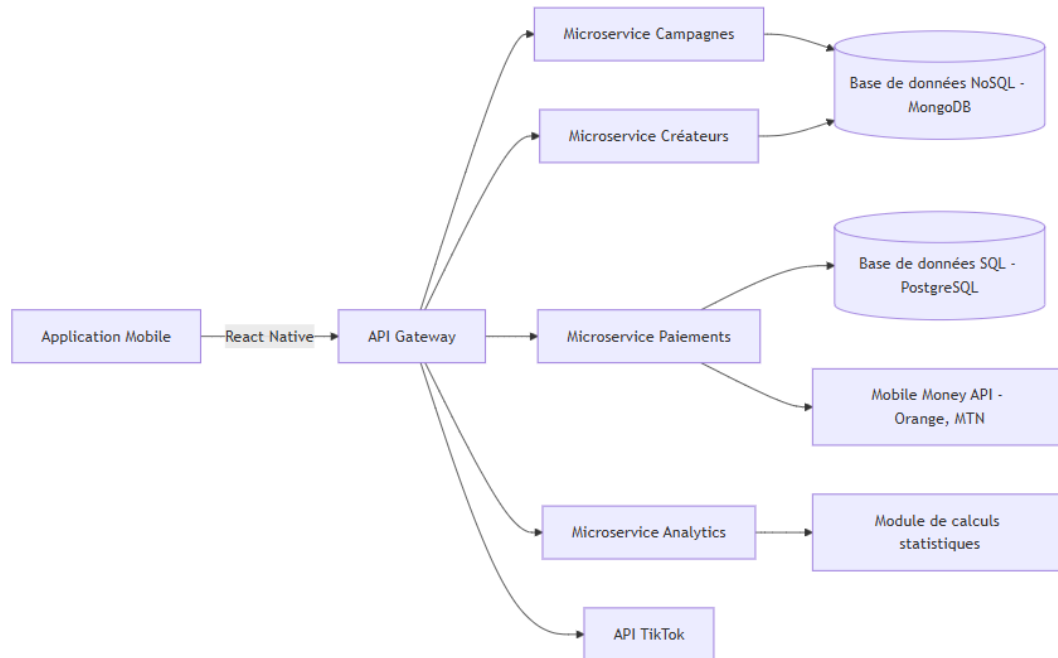 Microservice Campagnes
Base de données NoSQL -
MongoDB
Microservice Créateurs
Base de données SQL -
PostgreSQL
Application Mobile
React Native
API Gateway
Microservice Paiements
Mobile Money API -
Orange, MTN
Microservice Analytics
Module de calculs
statistiques
API TikTok